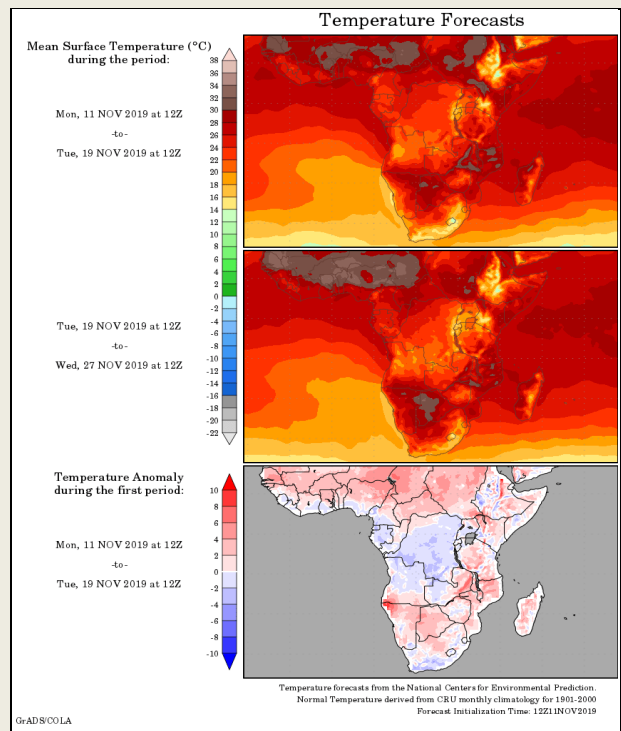 Temperature Forecasts
Mean Surface Temperature (°C)
during the period:
Mon, 11 NOV 2019 at 12Z
-to-
Tue, 19 NOV 2019 at 12Z
38
36
34
32
30
28
26
24
22
20
18
16
14
12
10
8
6
4
2
0
-2
-4
-6
-8
-10
-12
-14
-16
-18
-20
-22
Tue, 19 NOV 2019 at 12Z
-to-
Wed, 27 NOV 2019 at 12Z
Temperature Anomaly
during the first period:
Mon, 11 NOV 2019 at 12Z
-to-
Tue, 19 NOV 2019 at 12Z
10
8
6
4
2
0
-2
-4
-6
-8
-10
Temperature forecasts from the National Centers for Environmental Prediction.
Normal Temperature derived from CRU monthly climatology for 1901-2000
Forecast Initialization Time: 12Z11NOV2019
GrADS/COLA